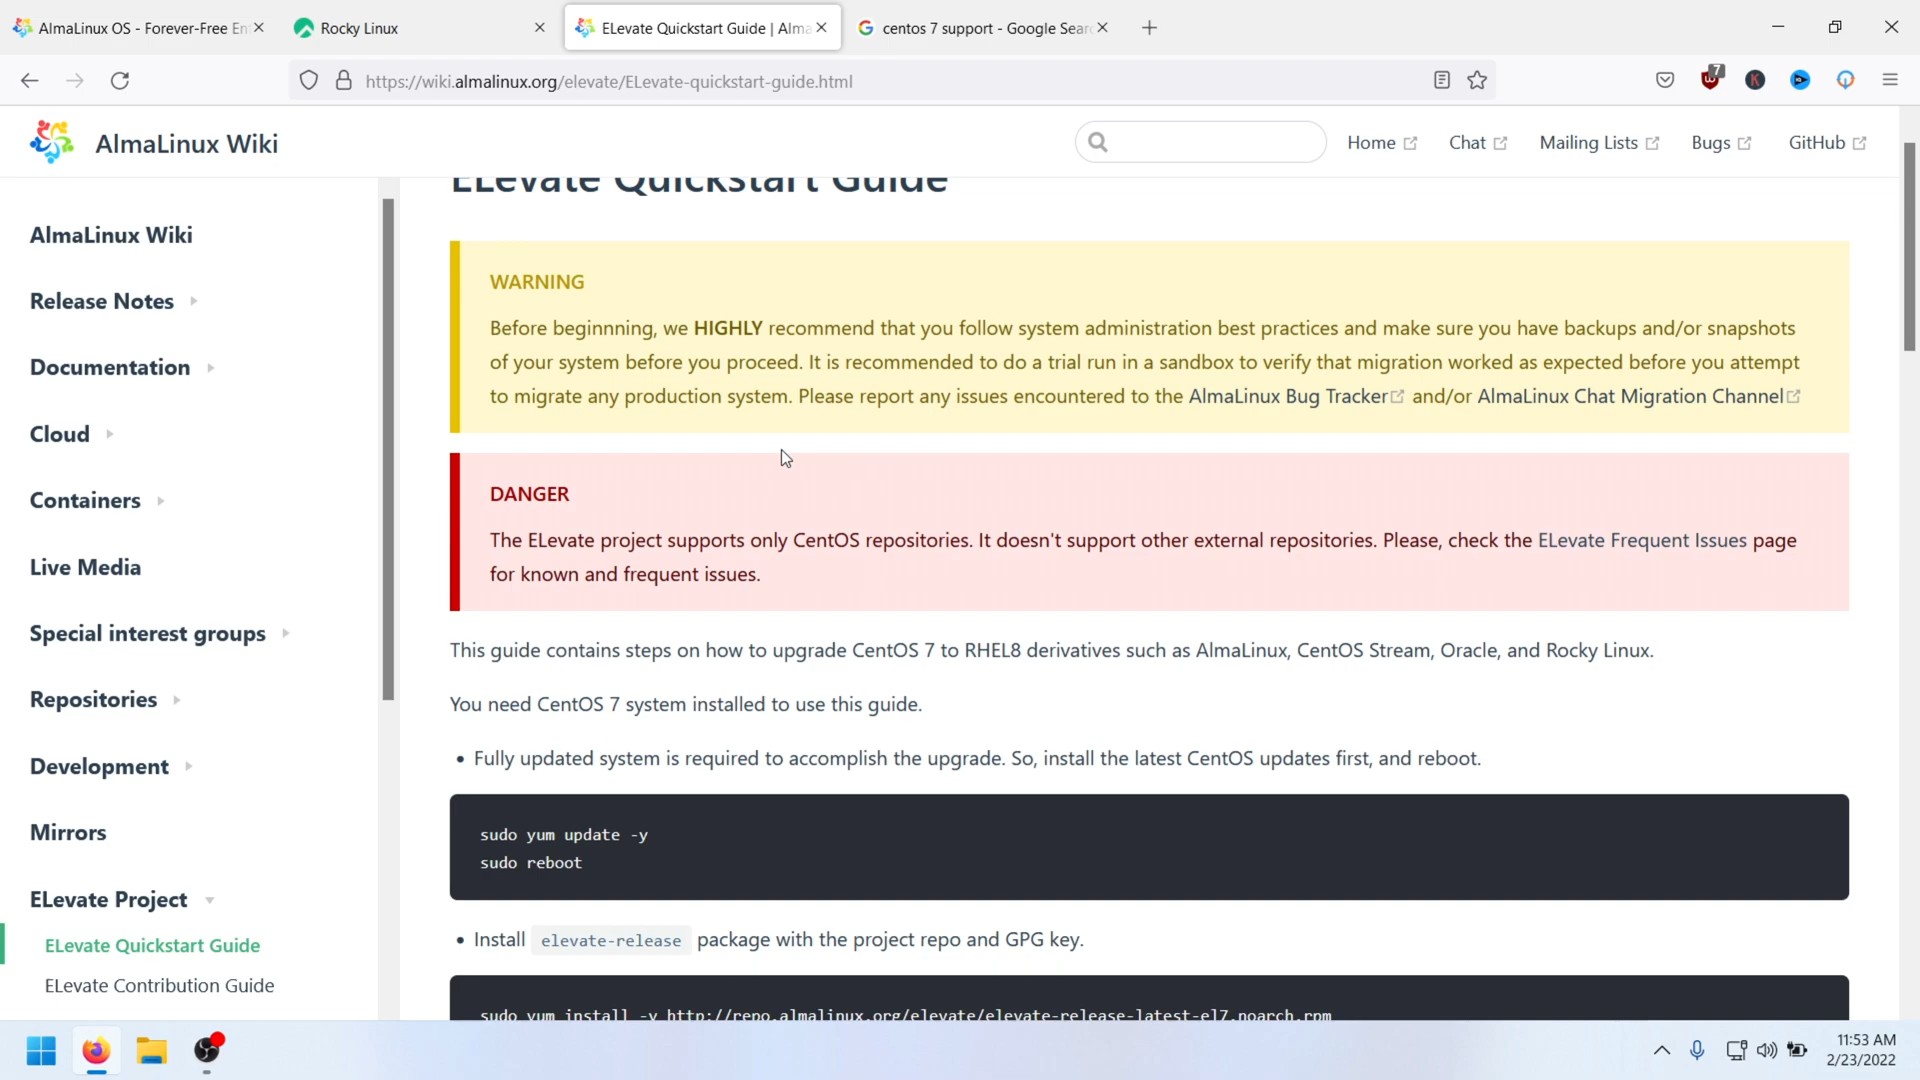 AlmaLinux OS - Forever-Free En
Rocky Linux
ELevate Quickstart Guide | Alma
centos 7 support - Google Sear
https://wiki.almalinux.org/elevate/ELevate-quickstart-guide.html
7
K
AlmaLinux Wiki
Home
Chat
Mailing Lists
Bugs
GitHub
ELevate Quickstart Guide
AlmaLinux Wiki
Release Notes
Documentation
Cloud
Containers
Live Media
Special interest groups
Repositories
Development
Mirrors
ELevate Project
ELevate Quickstart Guide
ELevate Contribution Guide
WARNING
Before beginnning, we HIGHLY recommend that you follow system administration best practices and make sure you have backups and/or snapshots
of your system before you proceed. It is recommended to do a trial run in a sandbox to verify that migration worked as expected before you attempt
to migrate any production system. Please report any issues encountered to the AlmaLinux Bug Tracker and/or AlmaLinux Chat Migration Channel
DANGER
The ELevate project supports only CentOS repositories. It doesn't support other external repositories. Please, check the ELevate Frequent Issues page
for known and frequent issues.
This guide contains steps on how to upgrade CentOS 7 to RHEL8 derivatives such as AlmaLinux, CentOS Stream, Oracle, and Rocky Linux.
You need CentOS 7 system installed to use this guide.
• Fully updated system is required to accomplish the upgrade. So, install the latest CentOS updates first, and reboot.
sudo yum update -y
sudo reboot
• Install elevate-release package with the project repo and GPG key.
sudo yum install -y http://repo.almalinux.org/elevate/elevate-release-latest-el7.noarch.rpm
11:53 AM
2/23/2022